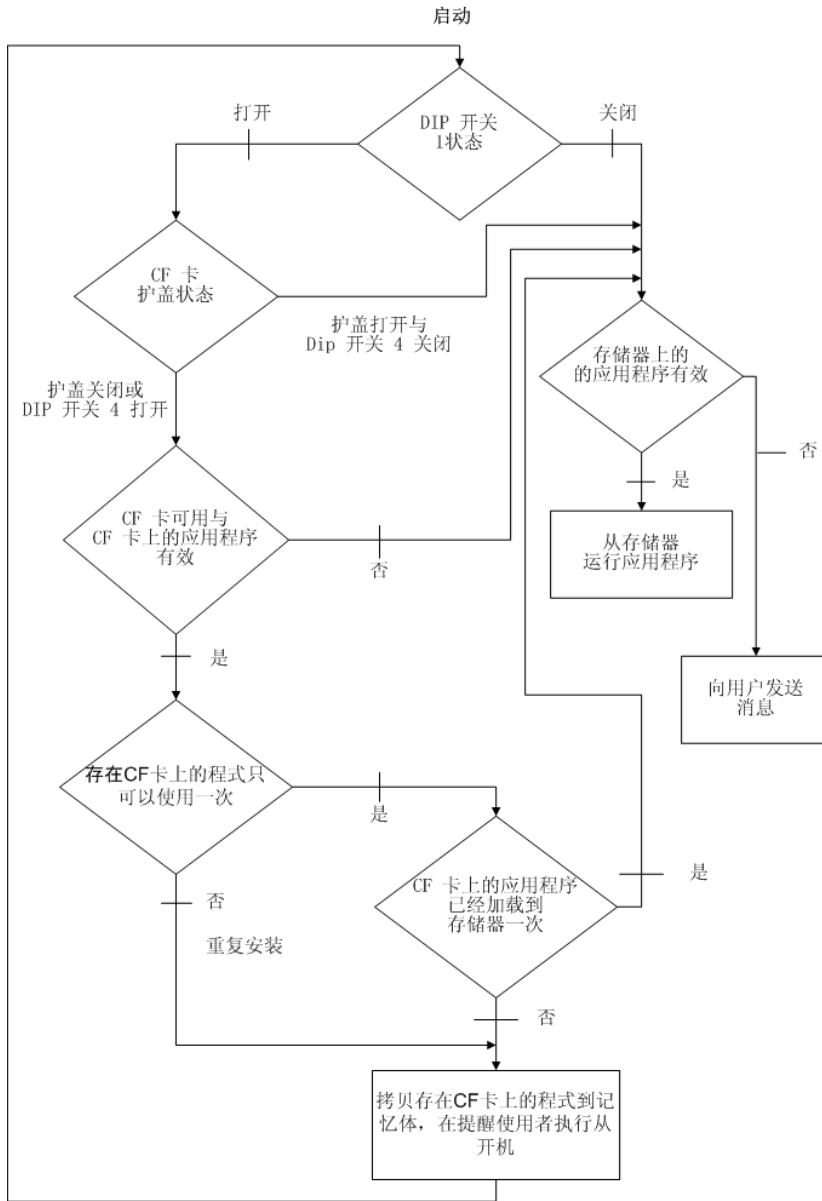 启动
打开
DIP 开关
1状态
关闭
CF 卡
护盖状态
护盖打开与
Dip 开关 4 关闭
护盖关闭或
DIP 开关 4 打开
存储器上的
的应用程序有效
否
是
从存储器
运行应用程序
向用户发送
消息
CF 卡可用与
CF 卡上的应用程序
有效
否
是
存在CF卡上的程式只
可以使用一次
是
否
重复安装
CF 卡上的应用程序
已经加载到
存储器一次
是
否
拷贝存在CF卡上的程式到记
忆体，在提醒使用者执行从
开机